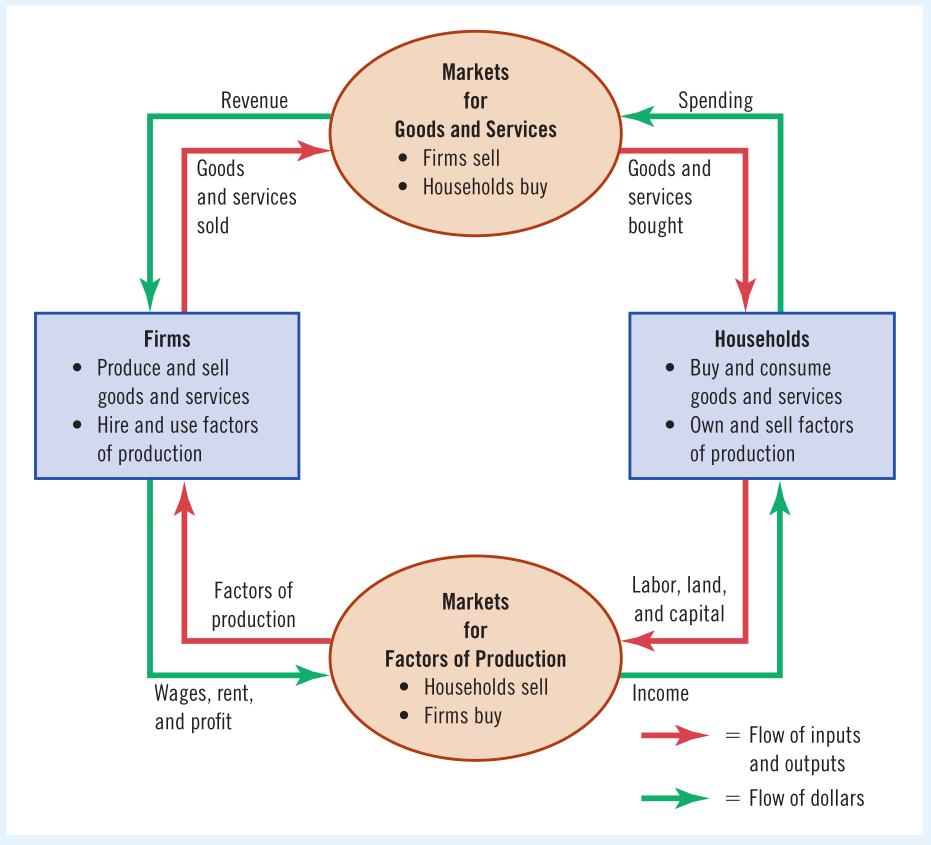 Markets
for
Goods and Services
• Firms sell
• Households buy
Revenue
Spending
Goods
and services
sold
Goods and
services
bought
Firms
• Produce and sell
goods and services
• Hire and use factors
of production
Households
• Buy and consume
goods and services
• Own and sell factors
of production
Factors of
production
Labor, land,
and capital
Markets
for
Factors of Production
• Households sell
• Firms buy
Wages, rent,
and profit
Income
= Flow of inputs
and outputs
= Flow of dollars